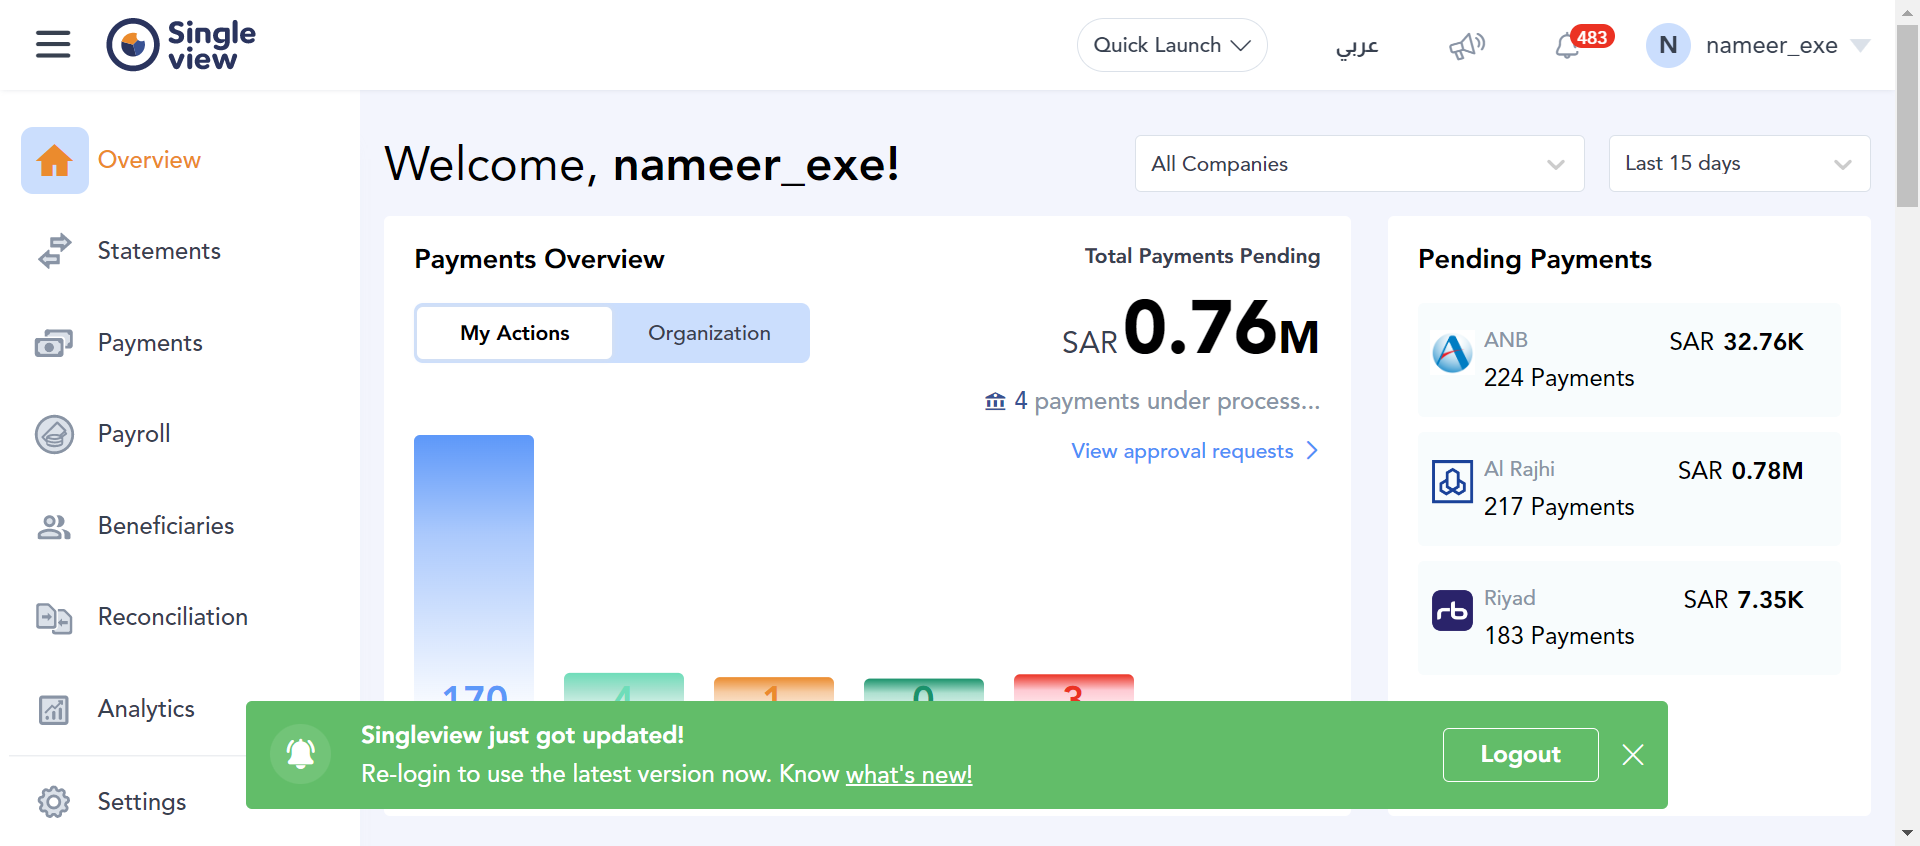 Single
view
Quick Launch
عربي
483
N
nameer_exe
Overview
Statements
Payments
Payroll
Beneficiaries
Reconciliation
Analytics
Settings
Welcome, nameer_exe!
All Companies
Last 15 days
Payments Overview
My Actions
Organization
Total Payments Pending
SAR 0.76M
4 payments under process...
View approval requests
170
4
1
0
3
Pending Payments
ANB
SAR 32.76K
224 Payments
Al Rajhi
SAR 0.78M
217 Payments
rb
Riyad
SAR 7.35K
183 Payments
Singleview just got updated!
Re-login to use the latest version now. Know what's new!
Logout